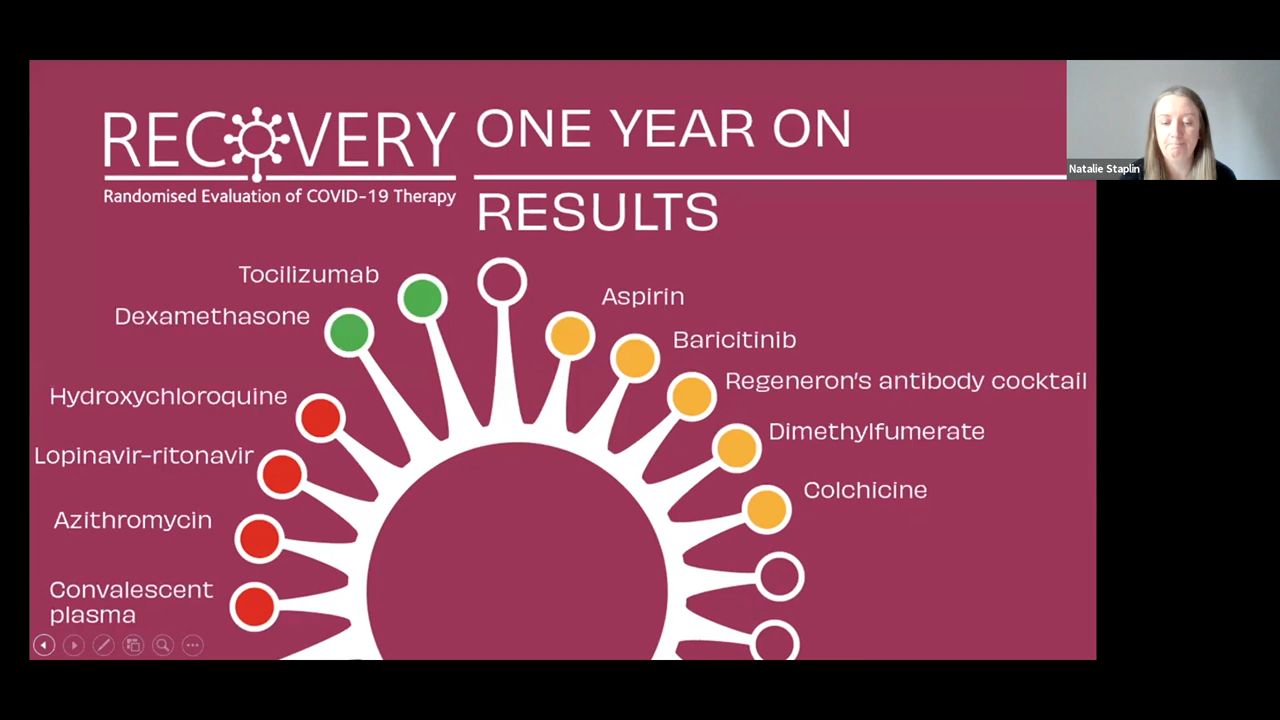 RECOVERY
Randomised Evaluation of COVID-19 Therapy
ONE YEAR ON
RESULTS
Natalie Staplin
Tocilizumab
Dexamethasone
Hydroxychloroquine
Lopinavir-ritonavir
Azithromycin
Convalescent
plasma
Aspirin
Baricitinib
Regeneron's antibody cocktail
Dimethylfumerate
Colchicine